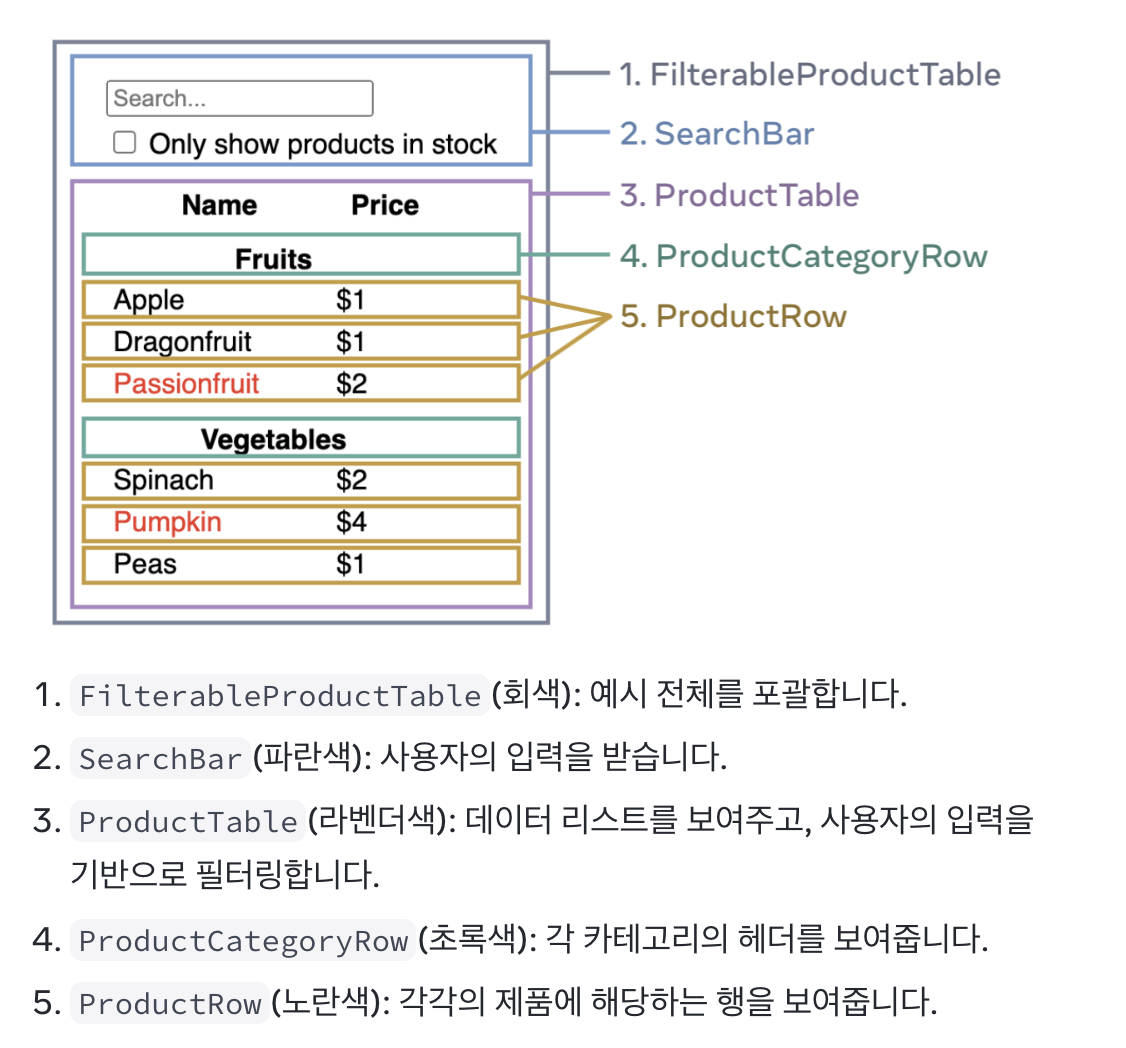 Search...
Only show products in stock
Name Price
Fruits
Apple $1
Dragonfruit $1
Passionfruit $2
Vegetables
Spinach $2
Pumpkin $4
Peas $1
1. FilterableProductTable
2. SearchBar
3. ProductTable
4. ProductCategoryRow
5. ProductRow
1. FilterableProductTable(회색): 예시 전체를 포괄합니다.
2. SearchBar(파란색): 사용자의 입력을 받습니다.
3. ProductTable(라벤더색): 데이터 리스트를 보여주고, 사용자의 입력을
기반으로 필터링합니다.
4. ProductCategoryRow(초록색): 각 카테고리의 헤더를 보여줍니다.
5. ProductRow(노란색): 각각의 제품에 해당하는 행을 보여줍니다.